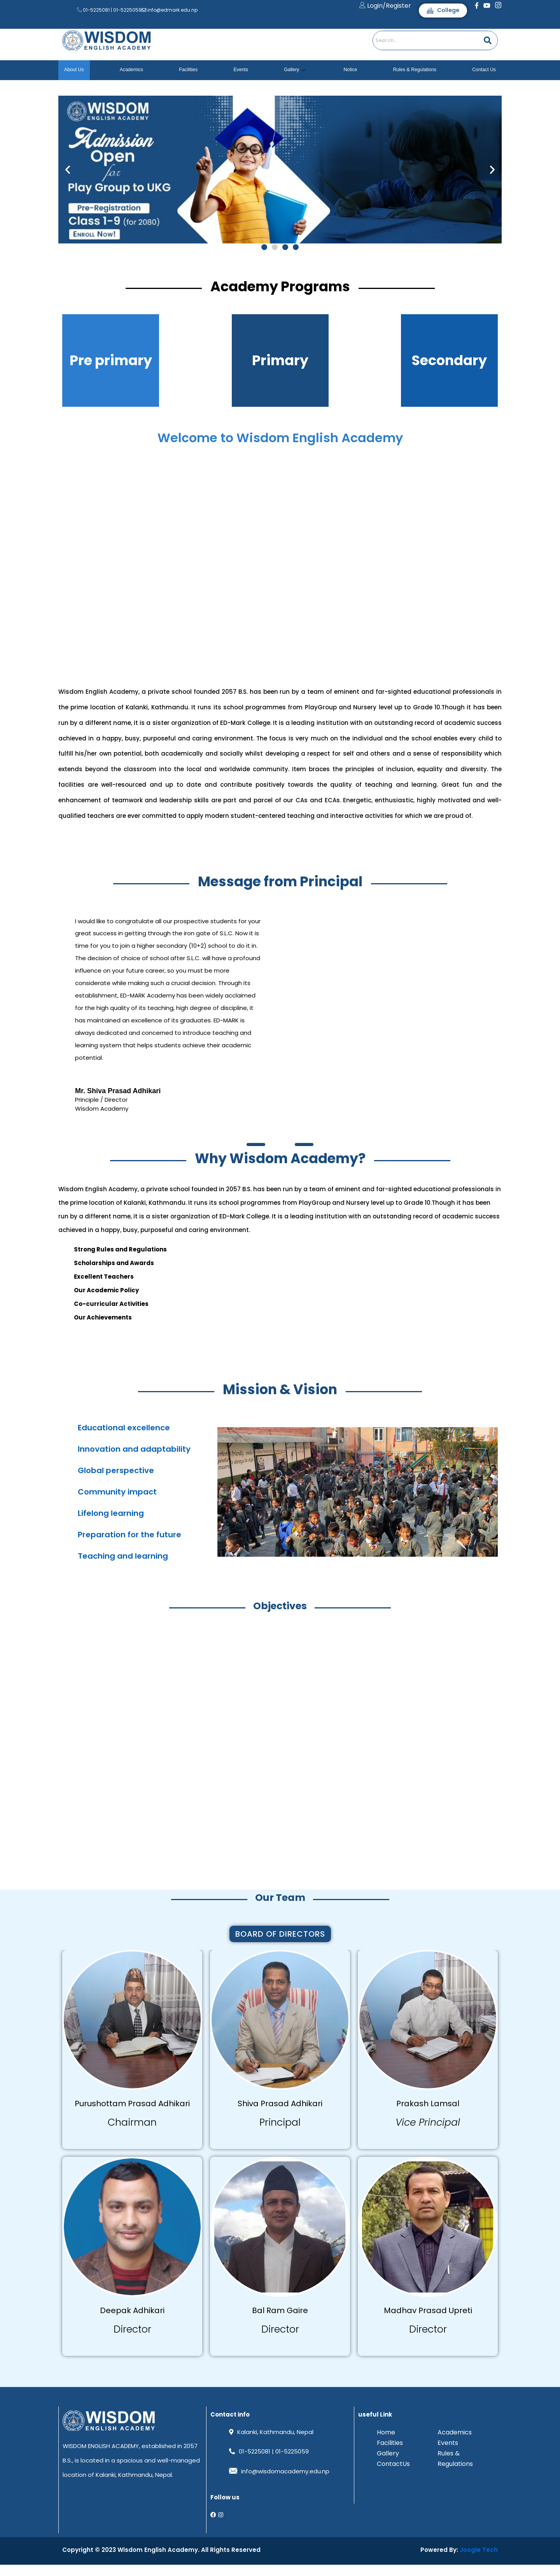 01-5225081 | 01-5225059
info@edmark.edu.np
Login/Register
College
WISDOM
ENGLISH ACADEMY
Search...
About Us
Academics
Facilities
Events
Gallery
Notice
Rules & Regulations
Contact Us
WISDOM
ENGLISH ACADEMY
Admission
Open
for
Play Group to UKG
Pre-Registration
Class 1-9 (for 2080)
Enroll Now!
Academy Programs
Pre primary
Primary
Secondary
Welcome to Wisdom English Academy
Wisdom English Academy, a private school founded 2057 B.S. has been run by a team of eminent and far-sighted educational professionals in
the prime location of Kalanki, Kathmandu. It runs its school programmes from PlayGroup and Nursery level up to Grade 10.Though it has been
run by a different name, it is a sister organization of ED-Mark College. It is a leading institution with an outstanding record of academic success
achieved in a happy, busy, purposeful and caring environment. The focus is very much on the individual and the school enables every child to
fulfill his/her own potential, both academically and socially whilst developing a respect for self and others and a sense of responsibility which
extends beyond the classroom into the local and worldwide community. Item braces the principles of inclusion, equality and diversity. The
facilities are well-resourced and up to date and contribute positively towards the quality of teaching and learning. Great fun and the
enhancement of teamwork and leadership skills are part and parcel of our CAs and ECAs. Energetic, enthusiastic, highly motivated and well-
qualified teachers are ever committed to apply modern student-centered teaching and interactive activities for which we are proud of.
Message from Principal
I would like to congratulate all our prospective students for your
great success in getting through the iron gate of S.L.C. Now it is
time for you to join a higher secondary (10+2) school to do it in.
The decision of choice of school after S.L.C. will have a profound
influence on your future career, so you must be more
considerate while making such a crucial decision. Through its
establishment, ED-MARK Academy has been widely acclaimed
for the high quality of its teaching, high degree of discipline, it
has maintained an excellence of its graduates. ED-MARK is
always dedicated and concerned to introduce teaching and
learning system that helps students achieve their academic
potential.
Mr. Shiva Prasad Adhikari
Principle / Director
Wisdom Academy
Why Wisdom Academy?
Wisdom English Academy, a private school founded in 2057 B.S. has been run by a team of eminent and far-sighted educational professionals in
the prime location of Kalanki, Kathmandu. It runs its school programmes from PlayGroup and Nursery level up to Grade 10.Though it has been
run by a different name, it is a sister organization of ED-Mark College. It is a leading institution with an outstanding record of academic success
achieved in a happy, busy, purposeful and caring environment.
Strong Rules and Regulations
Scholarships and Awards
Excellent Teachers
Our Academic Policy
Co-curricular Activities
Our Achievements
Mission & Vision
Educational excellence
Innovation and adaptability
Global perspective
Community impact
Lifelong learning
Preparation for the future
Teaching and learning
Objectives
Our Team
BOARD OF DIRECTORS
Purushottam Prasad Adhikari
Chairman
Shiva Prasad Adhikari
Principal
Prakash Lamsal
Vice Principal
Deepak Adhikari
Director
Bal Ram Gaire
Director
Madhav Prasad Upreti
Director
WISDOM
ENGLISH ACADEMY
WISDOM ENGLISH ACADEMY, established in 2057
B.S., is located in a spacious and well-managed
location of Kalanki, Kathmandu, Nepal.
Contact info
Kalanki, Kathmandu, Nepal
01-5225081 | 01-5225059
info@wisdomacademy.edu.np
Follow us
useful Link
Home
Facilities
Gallery
ContactUs
Academics
Events
Rules &
Regulations
Copyright © 2023 Wisdom English Academy. All Rights Reserved
Powered By: Joogle Tech